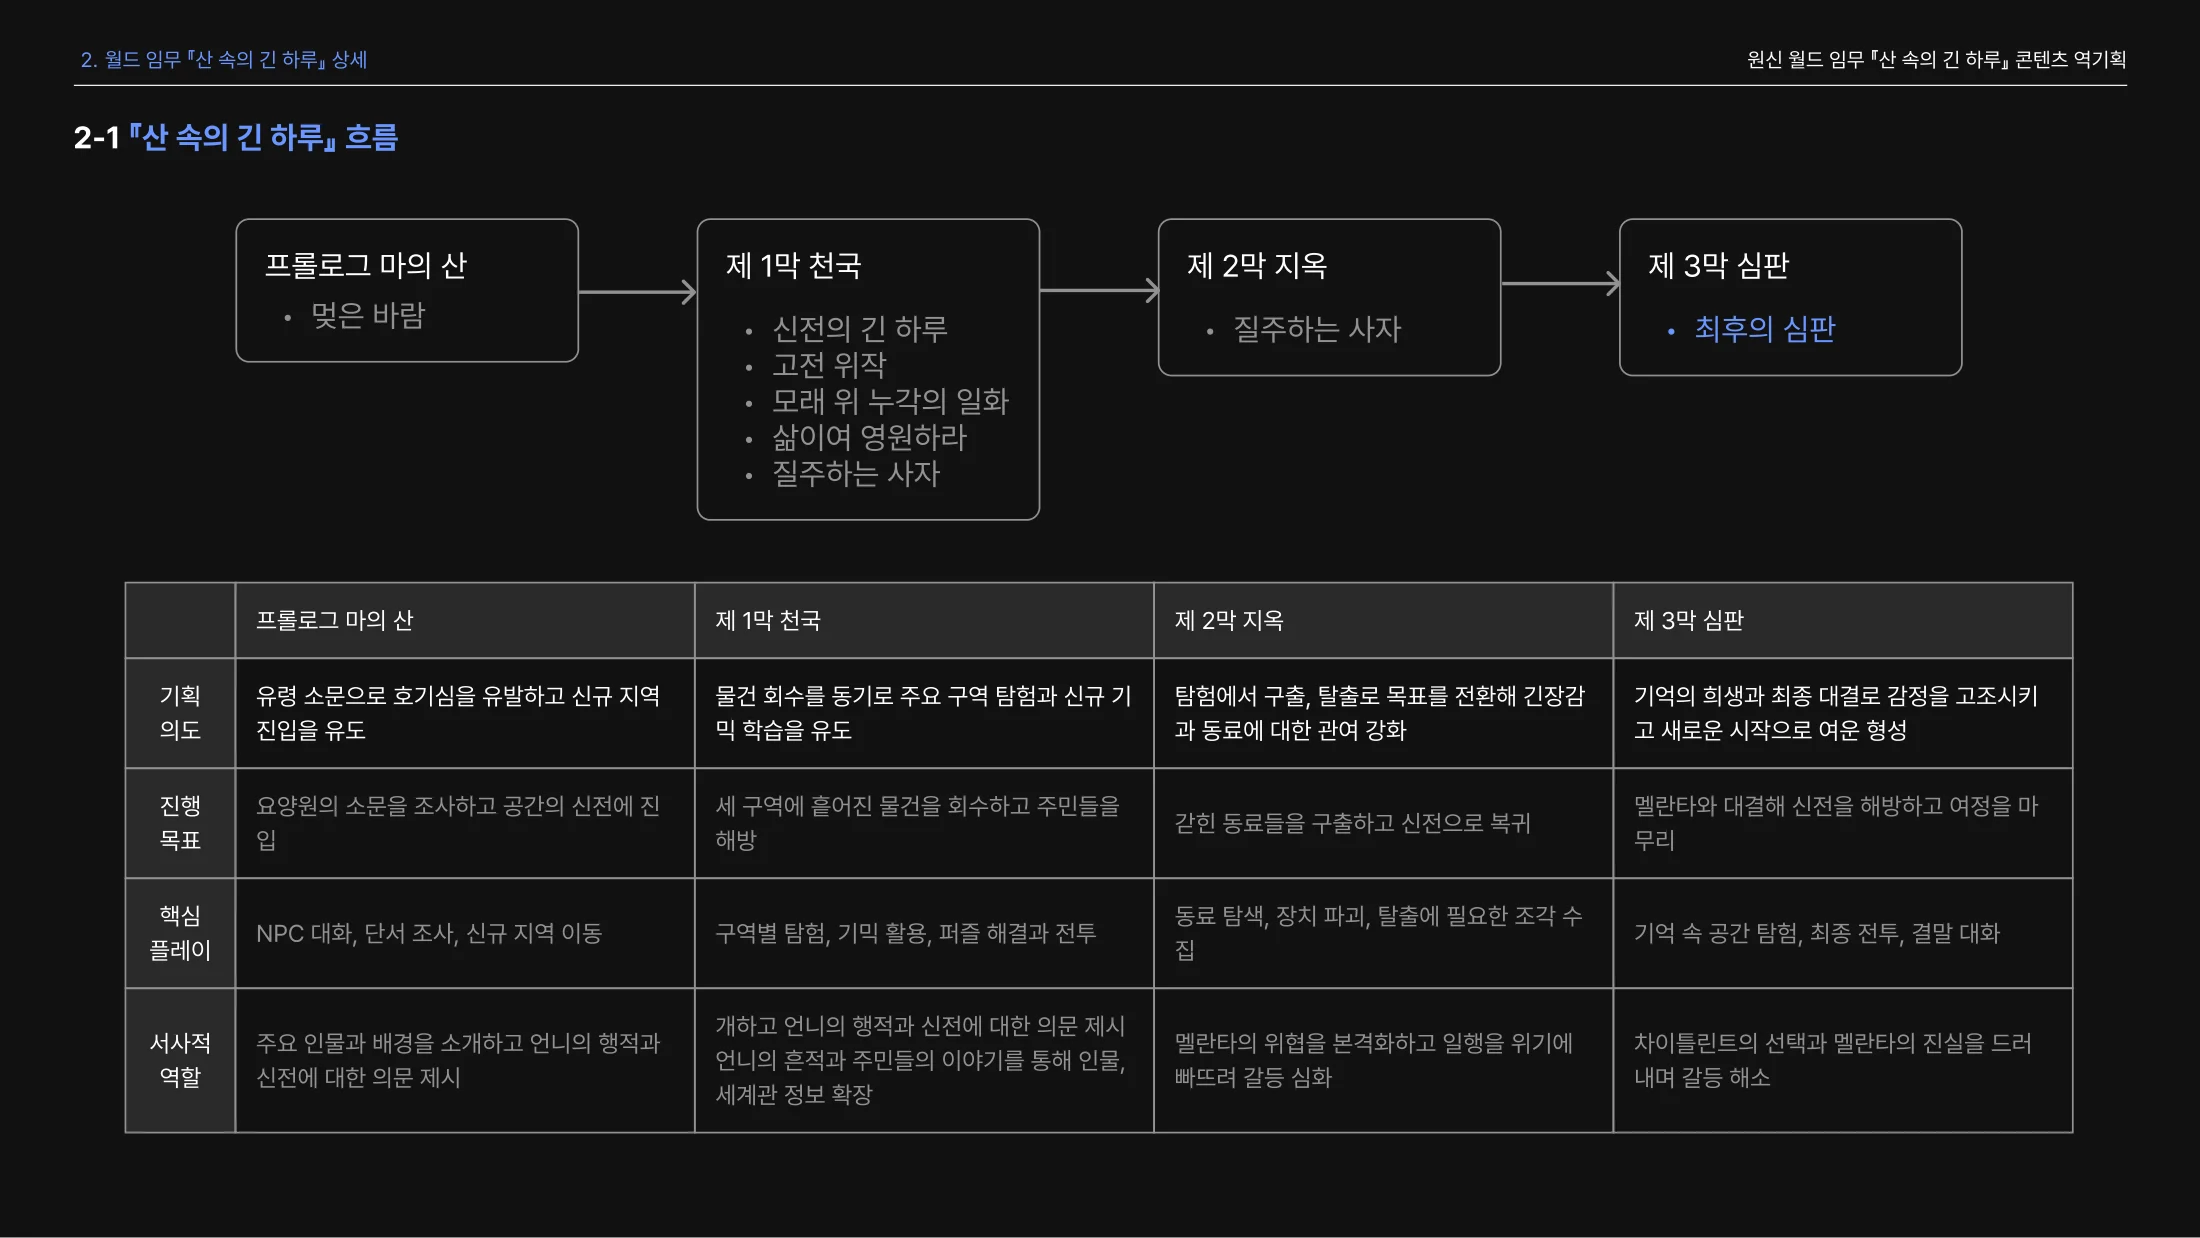 2. 월드 임무 『산 속의 긴 하루』 상세
원신 월드 임무 『산 속의 긴 하루』 콘텐츠 역기획
2-1 『산 속의 긴 하루』 흐름
프롤로그 마의 산
• 멎은 바람
제 1막 천국
• 신전의 긴 하루
• 고전 위작
• 모래 위 누각의 일화
• 삶이여 영원하라
• 질주하는 사자
제 2막 지옥
• 질주하는 사자
제 3막 심판
• 최후의 심판
프롤로그 마의 산
제 1막 천국
제 2막 지옥
제 3막 심판
기획
의도
유령 소문으로 호기심을 유발하고 신규 지역
진입을 유도
물건 회수를 동기로 주요 구역 탐험과 신규 기
믹 학습을 유도
탐험에서 구출, 탈출로 목표를 전환해 긴장감
과 동료에 대한 관여 강화
기억의 희생과 최종 대결로 감정을 고조시키
고 새로운 시작으로 여운 형성
진행
목표
요양원의 소문을 조사하고 공간의 신전에 진
입
세 구역에 흩어진 물건을 회수하고 주민들을
해방
갇힌 동료들을 구출하고 신전으로 복귀
멜란타와 대결해 신전을 해방하고 여정을 마
무리
핵심
플레이
NPC 대화, 단서 조사, 신규 지역 이동
구역별 탐험, 기믹 활용, 퍼즐 해결과 전투
동료 탐색, 장치 파괴, 탈출에 필요한 조각 수
집
기억 속 공간 탐험, 최종 전투, 결말 대화
서사적
역할
주요 인물과 배경을 소개하고 언니의 행적과
신전에 대한 의문 제시
개하고 언니의 행적과 신전에 대한 의문 제시
언니의 흔적과 주민들의 이야기를 통해 인물,
세계관 정보 확장
멜란타의 위협을 본격화하고 일행을 위기에
빠뜨려 갈등 심화
차이틀린트의 선택과 멜란타의 진실을 드러
내며 갈등 해소